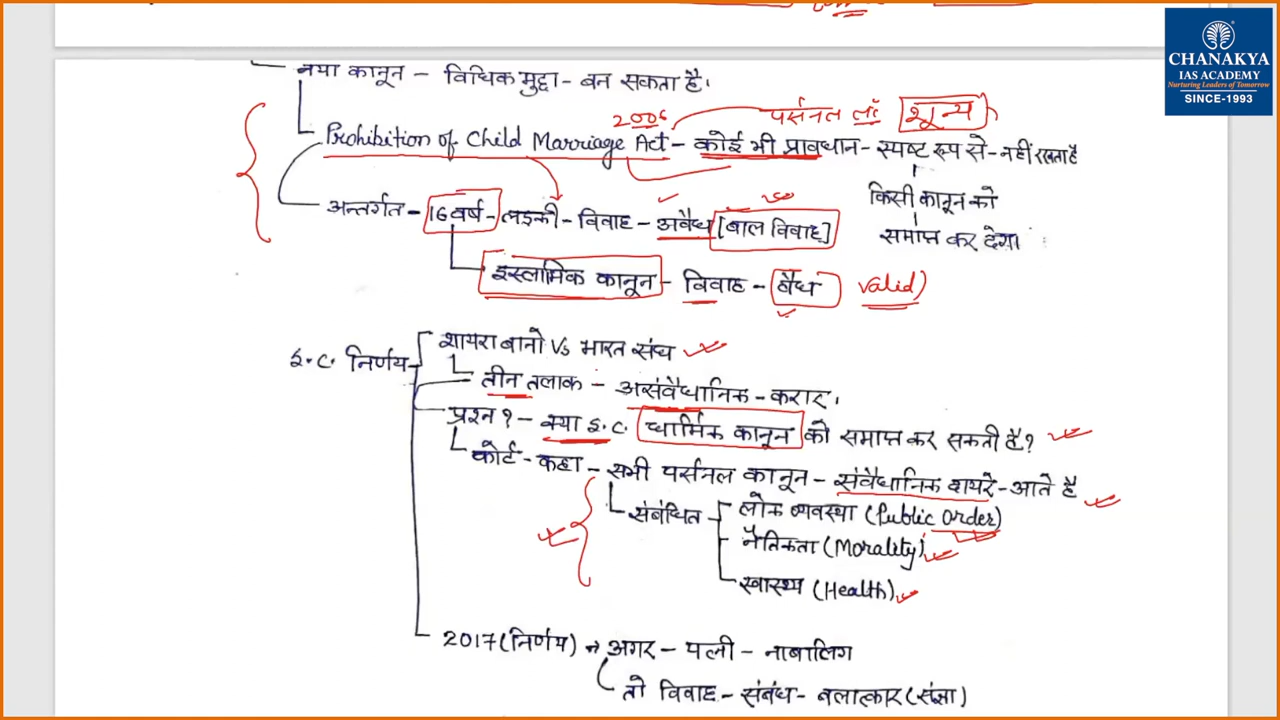 CHANAKYA
IAS ACADEMY
Nurturing Leaders of Tomorrow
SINCE-1993
नया कानून - विधिक मुद्दा - बन सकता है।
2006 पर्सनल लॉ शून्य
Prohibition of Child Marriage Act - कोई भी प्रावधान - स्पष्ट रूप से - नहीं रखता है
किसी कानून को
समाप्त कर देगा
अन्तर्गत - 16 वर्ष - लड़की - विवाह - अवैध [बाल विवाह]
इस्लामिक कानून - विवाह - वैध valid)
S.C. निर्णय
शायरा बानो Vs भारत संघ
तीन तलाक - असंवैधानिक - करार।
प्रश्न ? - क्या S.C. धार्मिक कानून को समाप्त कर सकती है?
कोर्ट - कहा - सभी पर्सनल कानून - संवैधानिक दायरे - आते है
संबंधित
लोक व्यवस्था (Public Order)
नैतिकता (Morality)
स्वास्थ्य (Health)
2017 (निर्णय) अगर - पत्नी - नाबालिग
तो विवाह - संबंध - बलात्कार (संज्ञा)